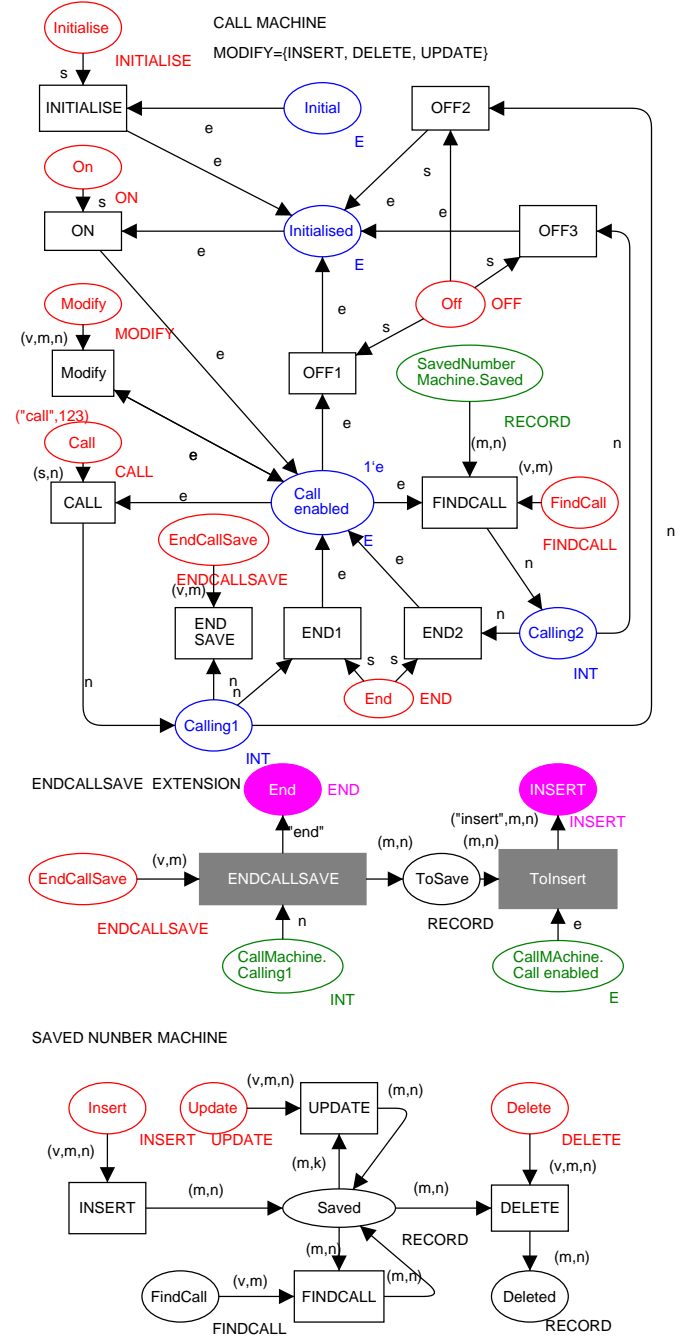 Initialise
CALL MACHINE
MODIFY={INSERT, DELETE, UPDATE}
INITIALISE
s
INITIALISE
e
Initial
E
OFF2
e
e
s
On
ON
s
ON
e
Initialised
E
e
e
OFF3
s
Off
OFF
s
e
Modify
MODIFY
(v,m,n)
Modify
e
OFF1
SavedNumber
Machine.Saved
RECORD
("call",123)
Call
CALL
(s,n)
CALL
e
e
e
e
Call
enabled
1‘e
E
e
(m,n)
FINDCALL
(v,m)
FindCall
FINDCALL
n
n
EndCallSave
ENDCALLSAVE
(v,m)
END
SAVE
e
END1
e
END2
n
n
Calling2
INT
n
n
n
s
s
End
END
Calling1
INT
ENDCALLSAVE EXTENSION
End
END
"end"
INSERT
INSERT
("insert",m,n)
(m,n)
(m,n)
(v,m)
EndCallSave
ENDCALLSAVE
ENDCALLSAVE
ToSave
RECORD
ToInsert
n
e
CallMachine.
Calling1
INT
CallMAchine.
Call enabled
E
SAVED NUNBER MACHINE
Insert
INSERT
(v,m,n)
Update
UPDATE
(v,m,n)
UPDATE
(m,n)
Delete
DELETE
(v,m,n)
(m,k)
INSERT
(m,n)
Saved
RECORD
(m,n)
DELETE
(m,n)
(m,n)
(m,n)
FindCall
FINDCALL
(v,m)
FINDCALL
Deleted
RECORD